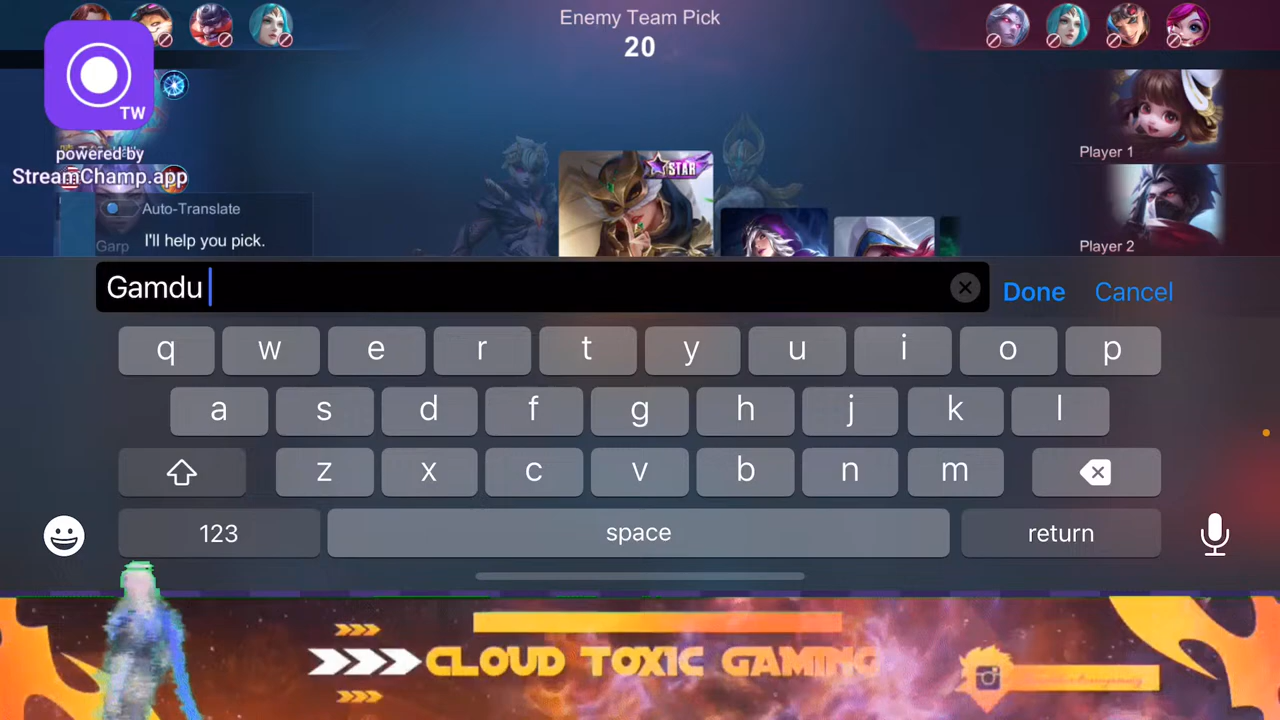 Enemy Team Pick
20
TW
powered by
StreamChamp.app
STAR
Player 1
Player 2
Auto-Translate
Garp
I'll help you pick.
Gamdu
Done
Cancel
q w e r t y u i o p
a s d f g h j k l
z x c v b n m
123
space
return
CLOUD TOXIC GAMING